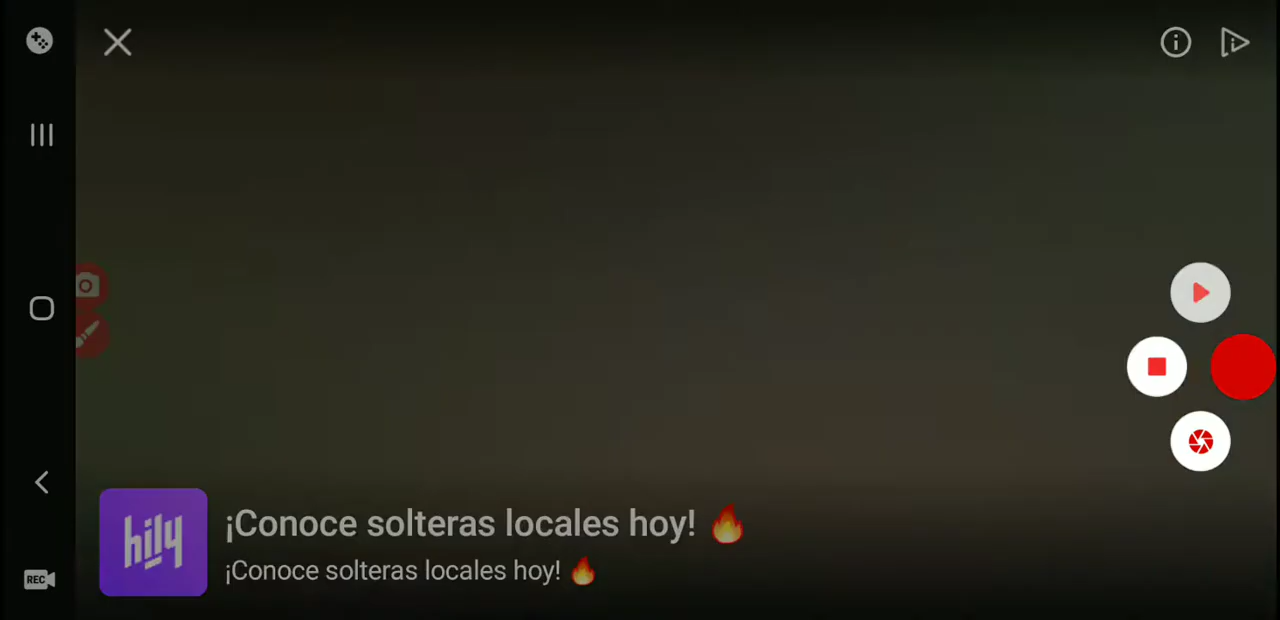 ¡Conoce solteras locales hoy! 🔥
hily
¡Conoce solteras locales hoy! 🔥
REC